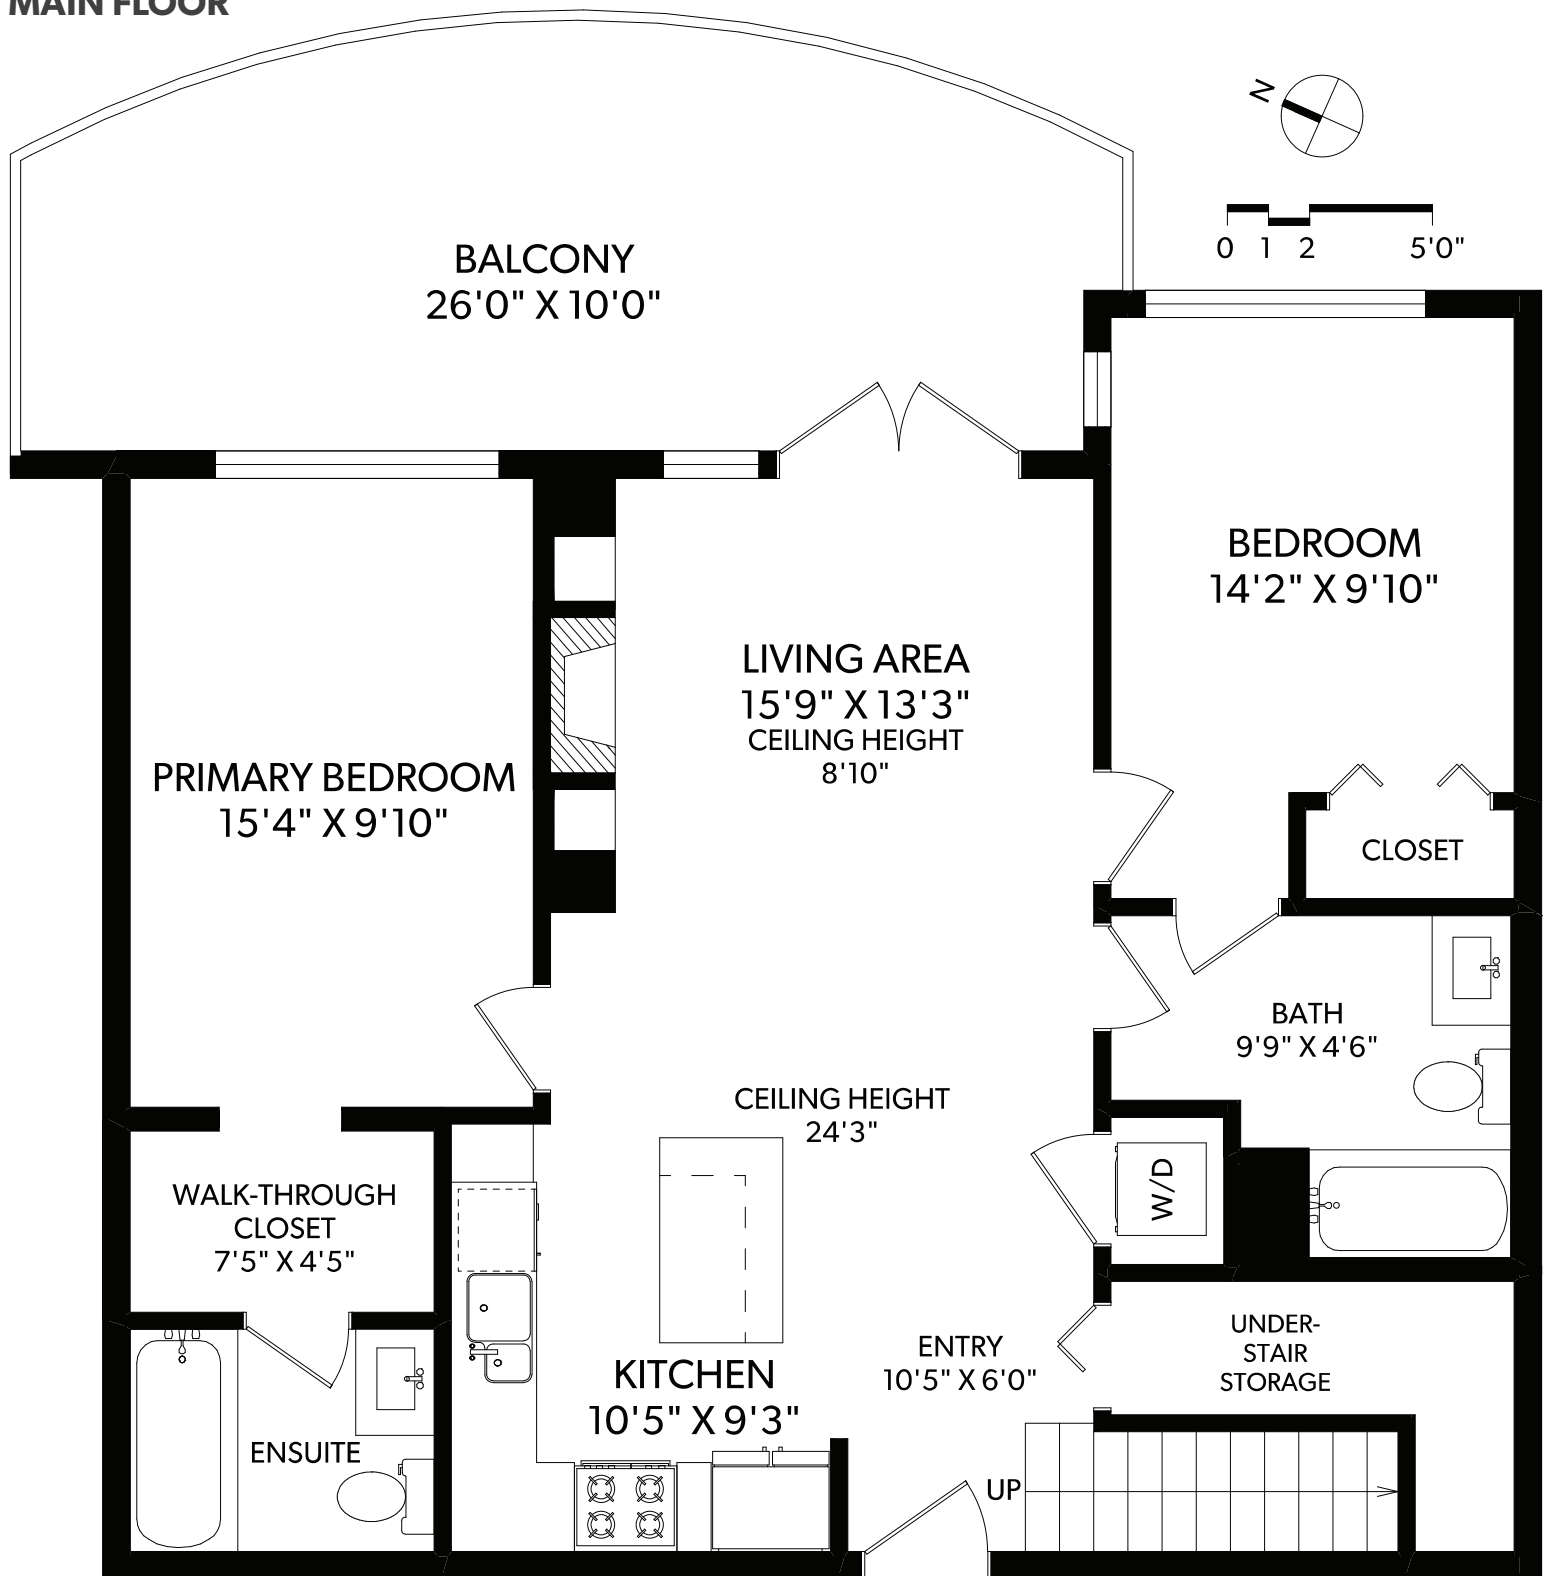 MAIN FLOOR
N
0 1 2 5'0"
BALCONY
26'0" X 10'0"
BEDROOM
14'2" X 9'10"
LIVING AREA
15'9" X 13'3"
CEILING HEIGHT
8'10"
PRIMARY BEDROOM
15'4" X 9'10"
CLOSET
BATH
9'9" X 4'6"
CEILING HEIGHT
24'3"
W/D
WALK-THROUGH
CLOSET
7'5" X 4'5"
UNDER-
STAIR
STORAGE
ENTRY
10'5" X 6'0"
KITCHEN
10'5" X 9'3"
ENSUITE
UP